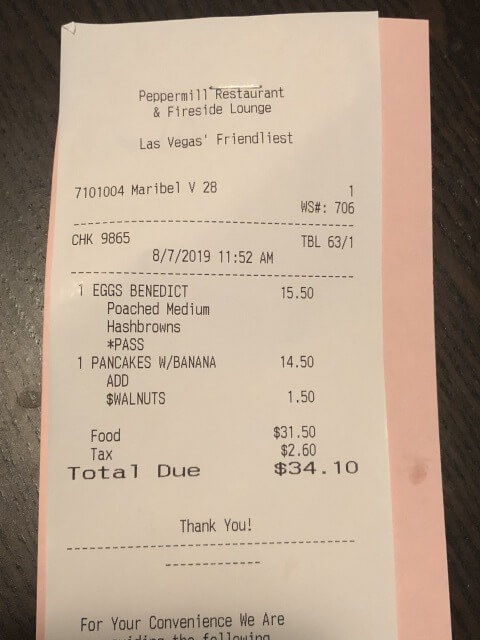 Peppermill Restaurant
& Fireside Lounge
Las Vegas' Friendliest
7101004 Maribel V 28 1
WS#: 706
CHK 9865 TBL 63/1
8/7/2019 11:52 AM
1 EGGS BENEDICT 15.50
Poached Medium
Hashbrowns
*PASS
1 PANCAKES W/BANANA 14.50
ADD
$WALNUTS 1.50
Food $31.50
Tax $2.60
Total Due $34.10
Thank You!
For Your Convenience We Are
the following